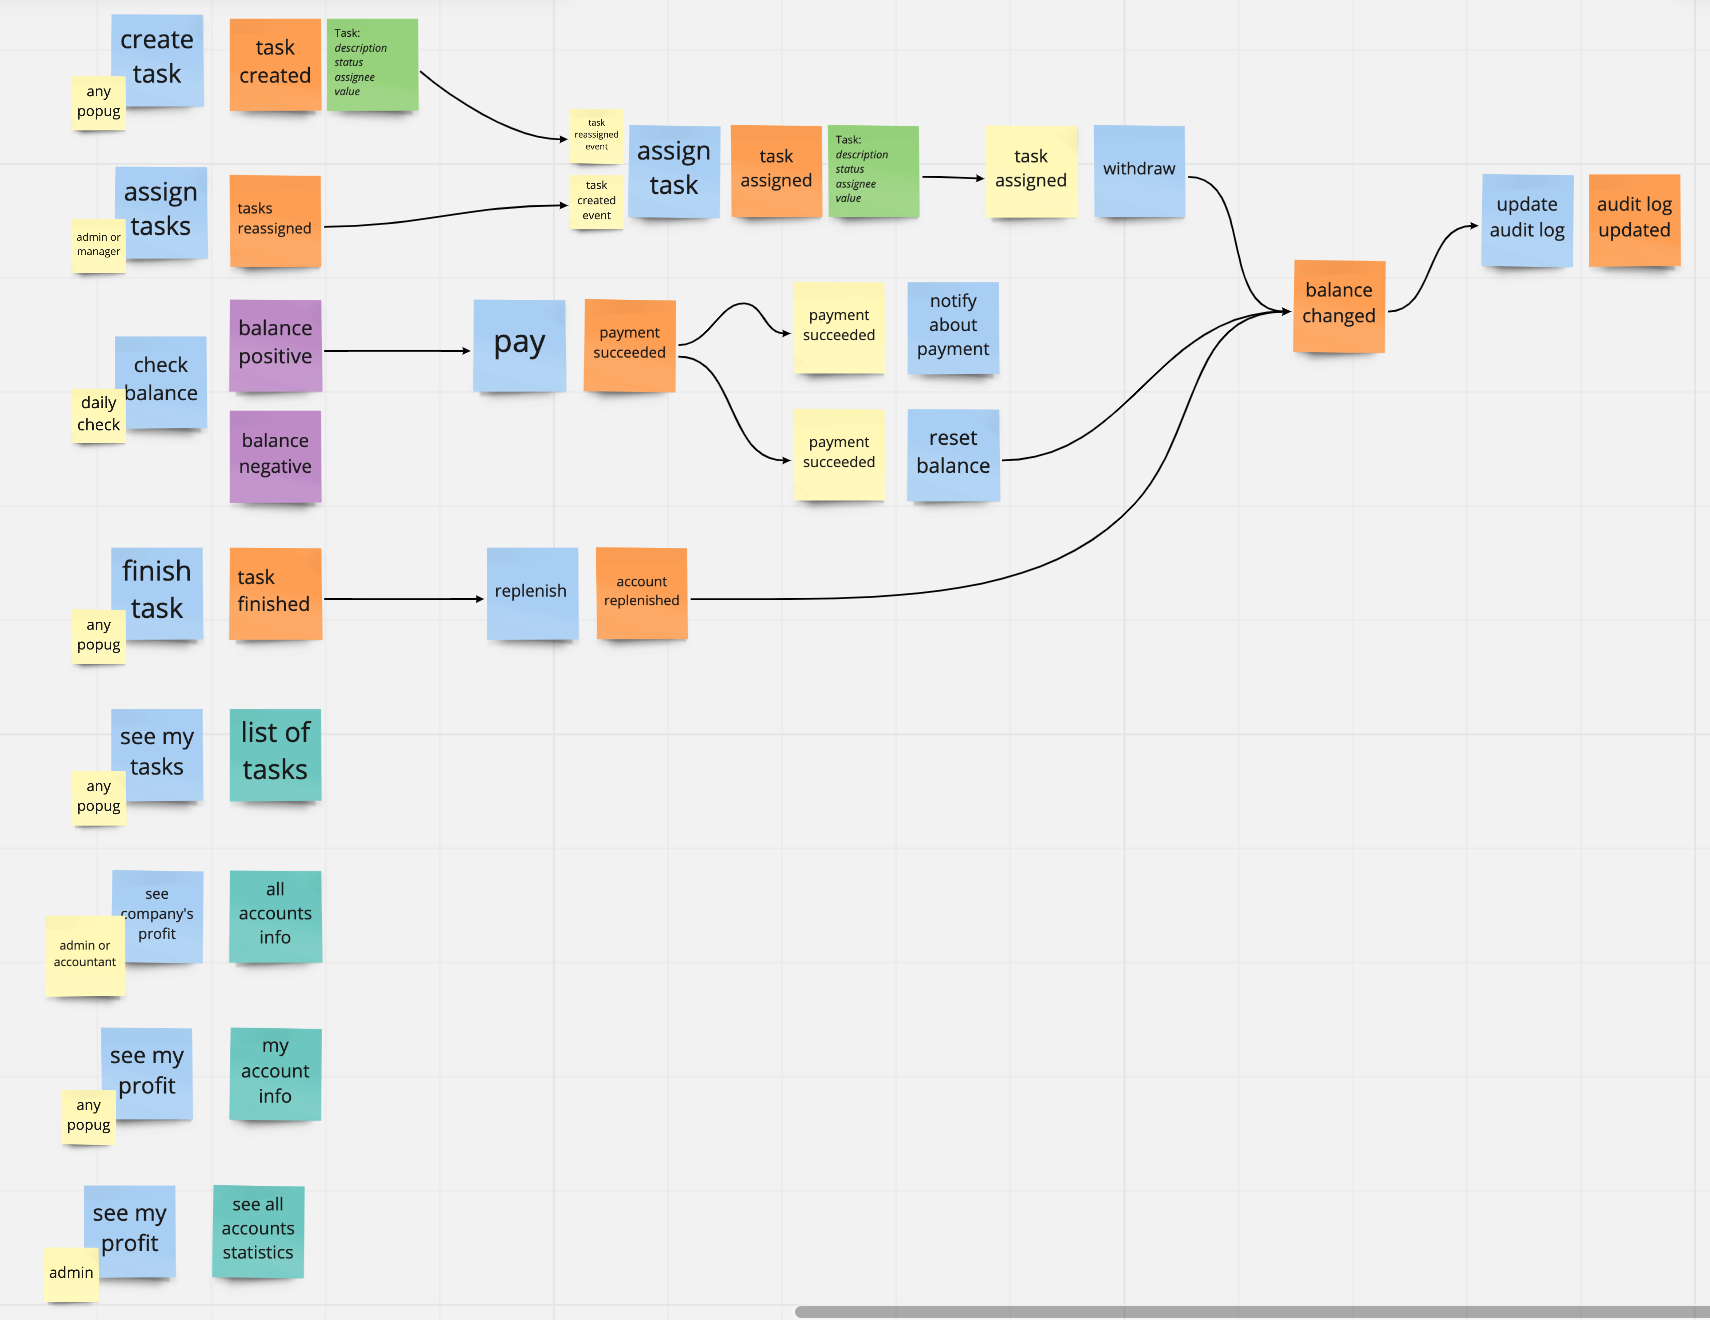 create
task
any
popug
task
created
Task:
description
status
assignee
value
task
reassigned
event
task
created
event
assign
task
task
assigned
Task:
description
status
assignee
value
task
assigned
withdraw
assign
tasks
admin or
manager
tasks
reassigned
update
audit log
audit log
updated
balance
changed
check
balance
daily
check
balance
positive
balance
negative
pay
payment
succeeded
payment
succeeded
notify
about
payment
payment
succeeded
reset
balance
finish
task
any
popug
task
finished
replenish
account
replenished
see my
tasks
any
popug
list of
tasks
see
company's
profit
admin or
accountant
all
accounts
info
see my
profit
any
popug
my
account
info
see my
profit
admin
see all
accounts
statistics